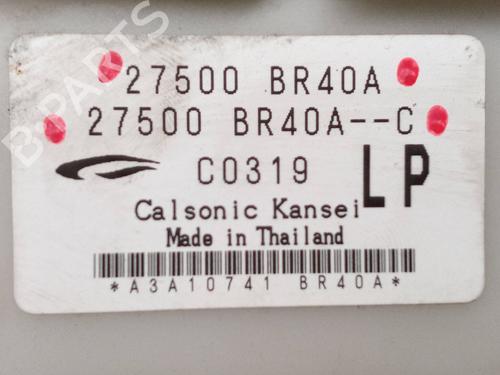 27500 BR40A
27500 BR40A--C
C0319
LP
Calsonic Kansei
Made in Thailand
*A3A10741 BR40A*
B-PARTS